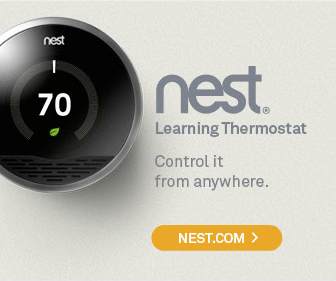 nest
70
nest®
Learning Thermostat
Control it
from anywhere.
NEST.COM >